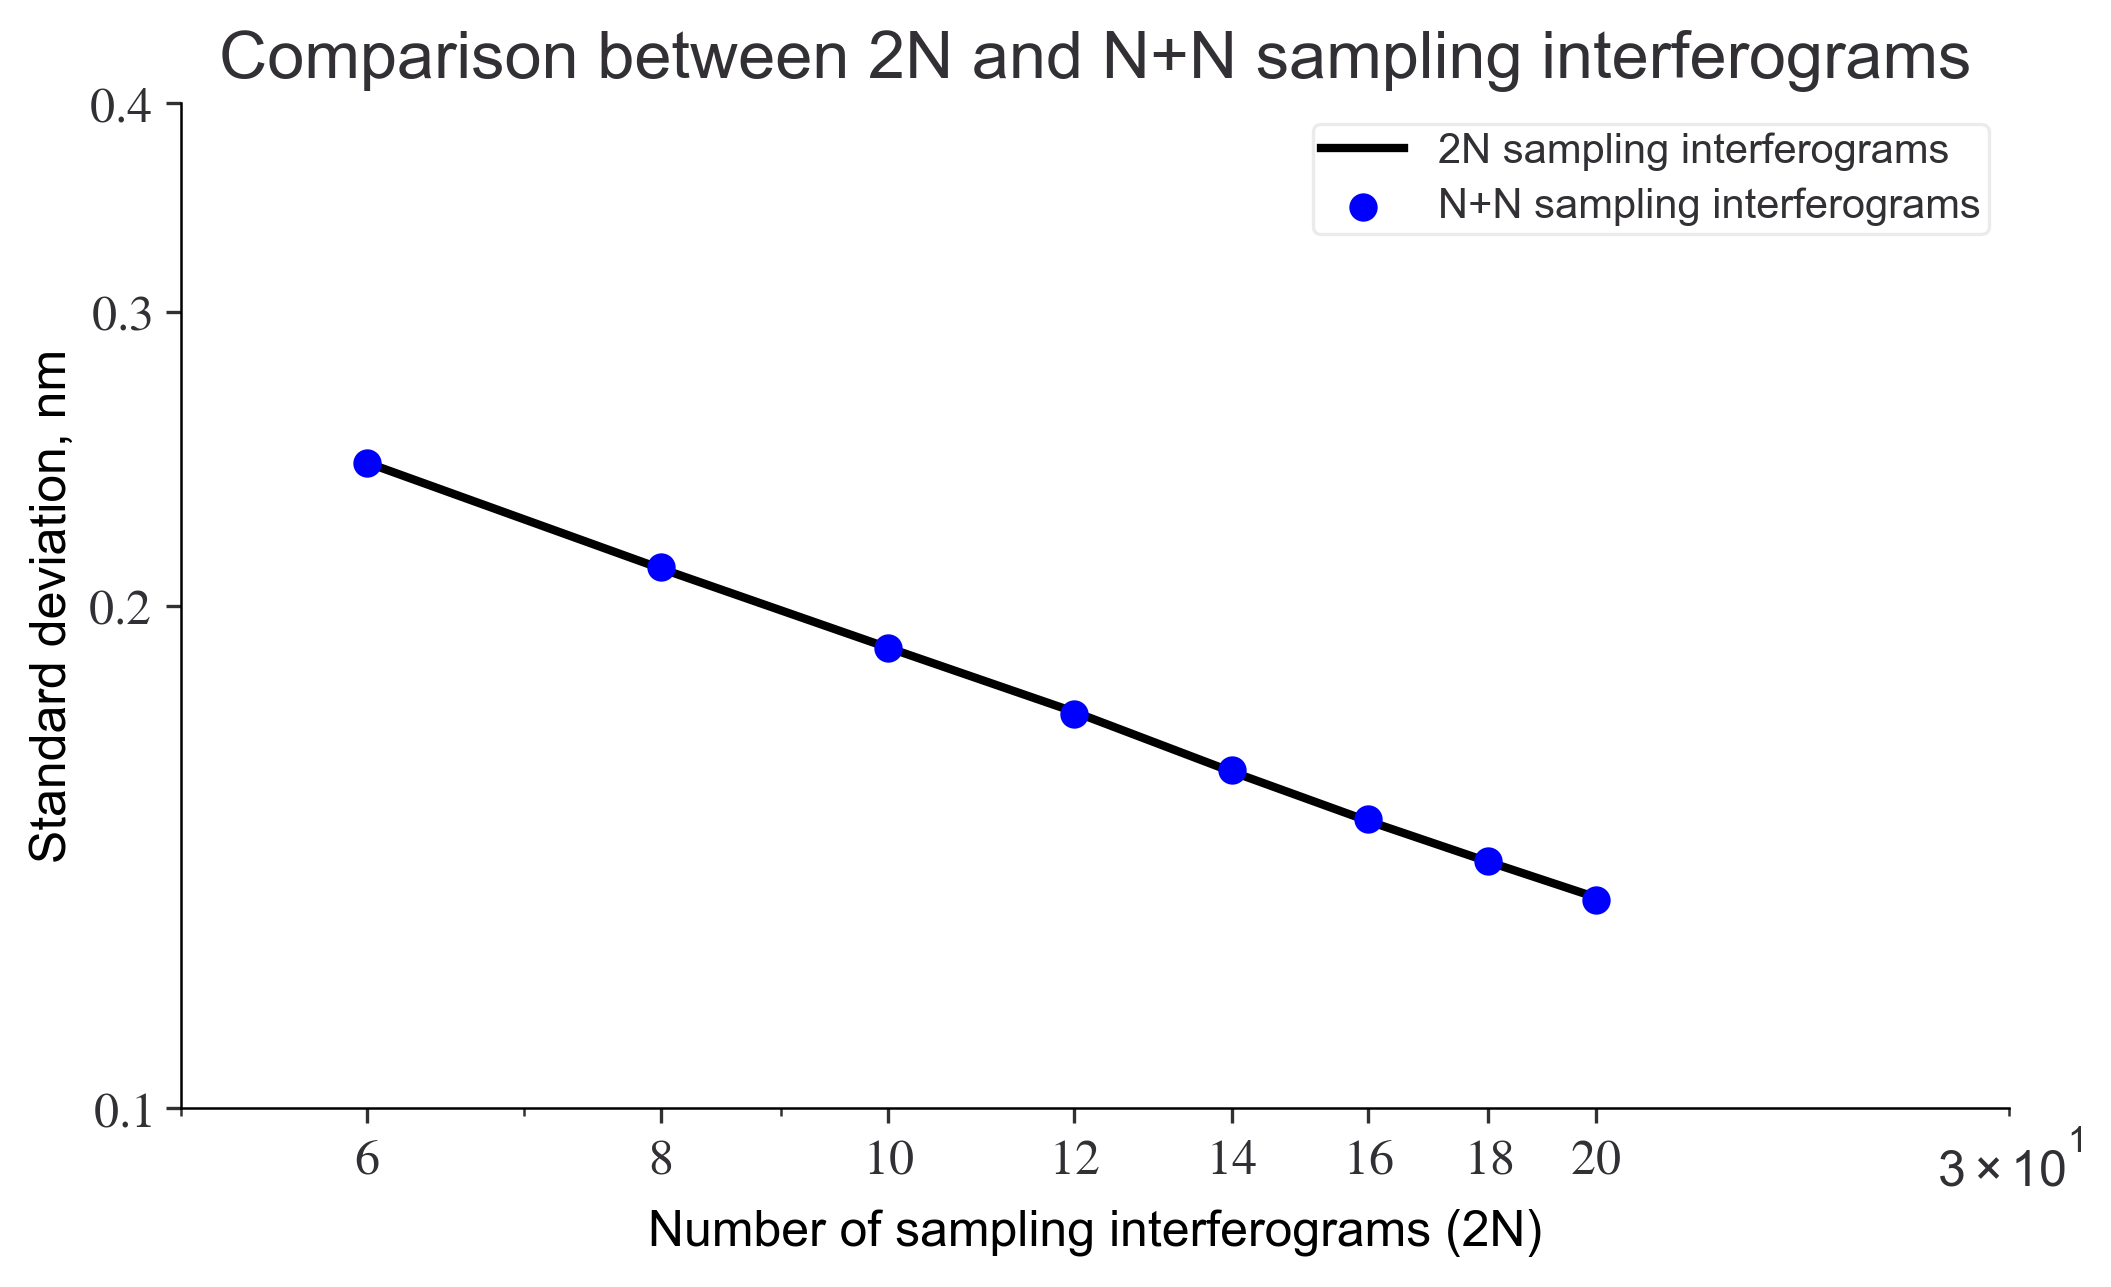 Comparison between 2N and N+N sampling interferograms
2N sampling interferograms
N+N sampling interferograms
0.4
0.3
0.2
0.1
Standard deviation, nm
6 8 10 12 14 16 18 20 3×10¹
Number of sampling interferograms (2N)